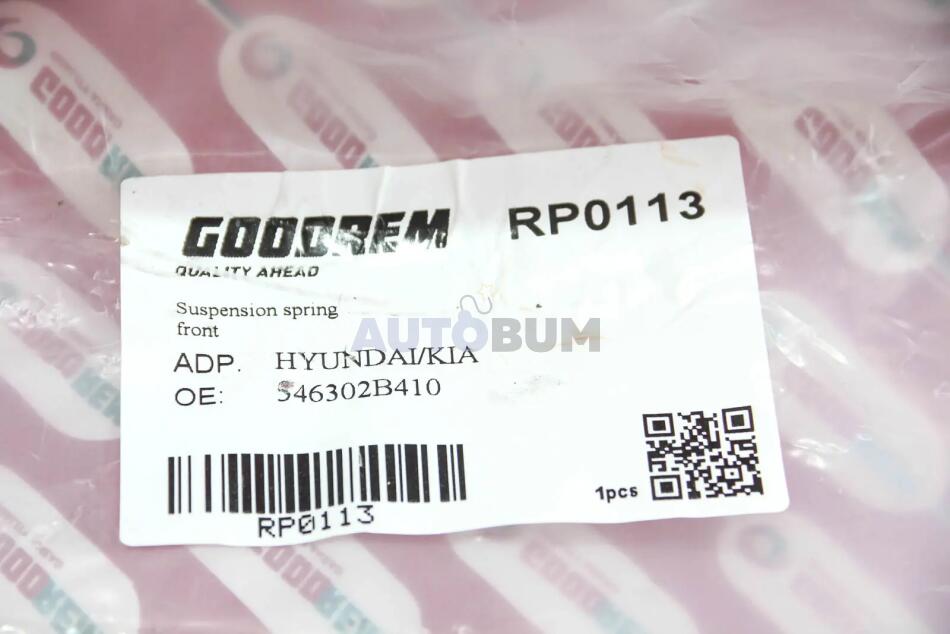 GOODREM
RP0113
QUALITY AHEAD
Suspension spring
front
AUTOBUM
ADP. HYUNDAI/KIA
OE: 546302B410
1pcs
RP0113